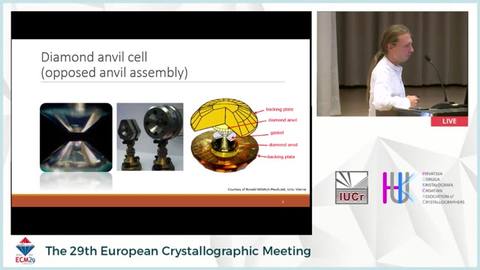 Diamond anvil cell
(opposed anvil assembly)
backing plate
diamond anvil
gasket
diamond anvil
backing plate
LIVE
IUCr
HRVATSKA
UDRUGA
KRISTALOGRAFA
CROATIAN
ASSOCIATION OF
CRYSTALLOGRAPHERS
ECM29
The 29th European Crystallographic Meeting